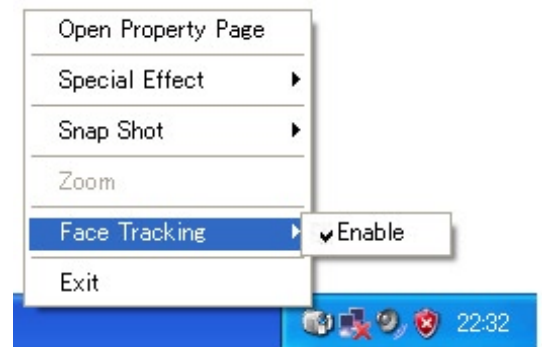 Open Property Page
Special Effect
Snap Shot
Zoom
Face Tracking
Enable
Exit
22:32